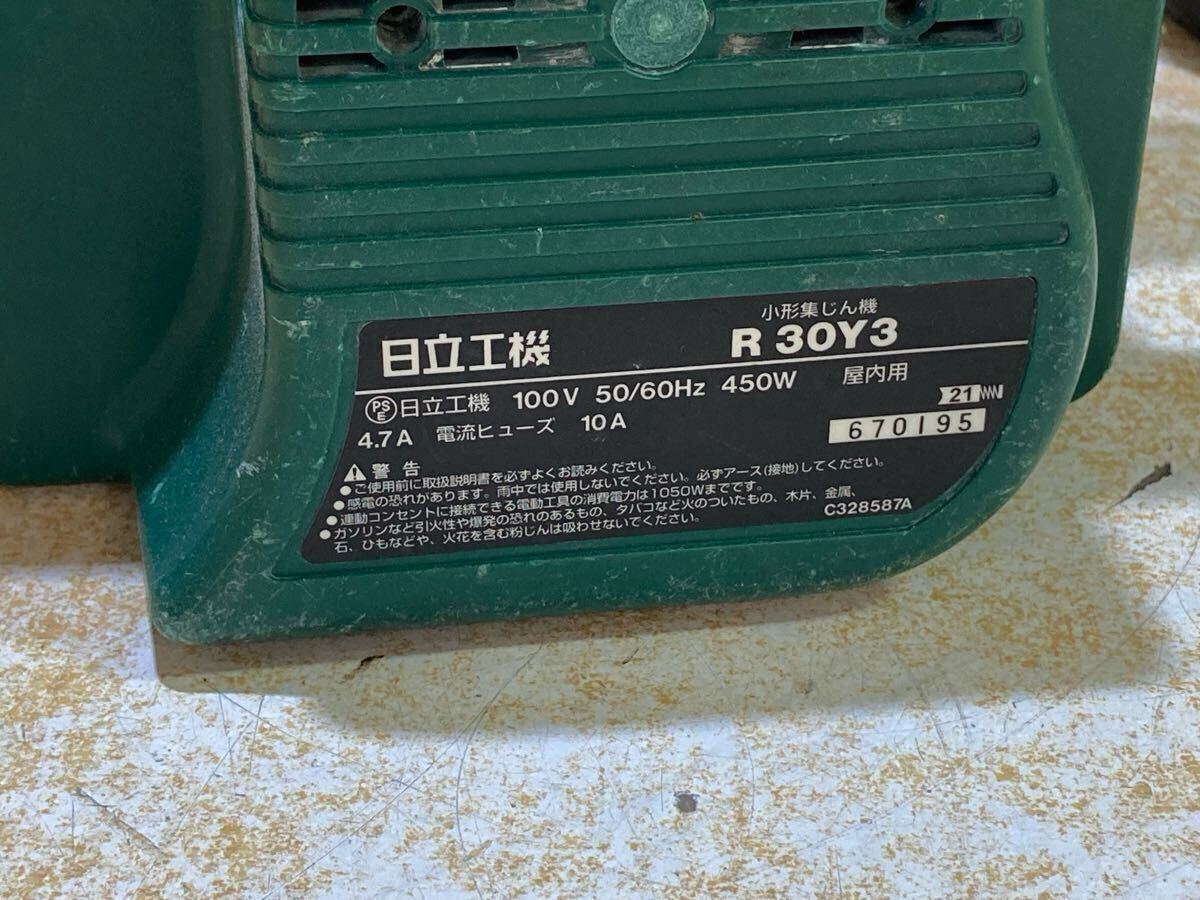 小形集じん機
日立工機 R 30Y3
PSE 日立工機 100V 50/60Hz 450W 屋内用
4.7A 電流ヒューズ 10A
21
670195
警告
●ご使用前に取扱説明書を必ずよくお読みください。
●感電の恐れがあります。雨中では使用しないでください。必ずアース(接地)してください。
●連動コンセントに接続できる電動工具の消費電力は1050Wまでです。
●ガソリンなど引火性や爆発の恐れのあるもの、タバコなど火のついたもの、木片、金属、
石、ひもなどや、火花を含む粉じんは吸わせないでください。
C328587A